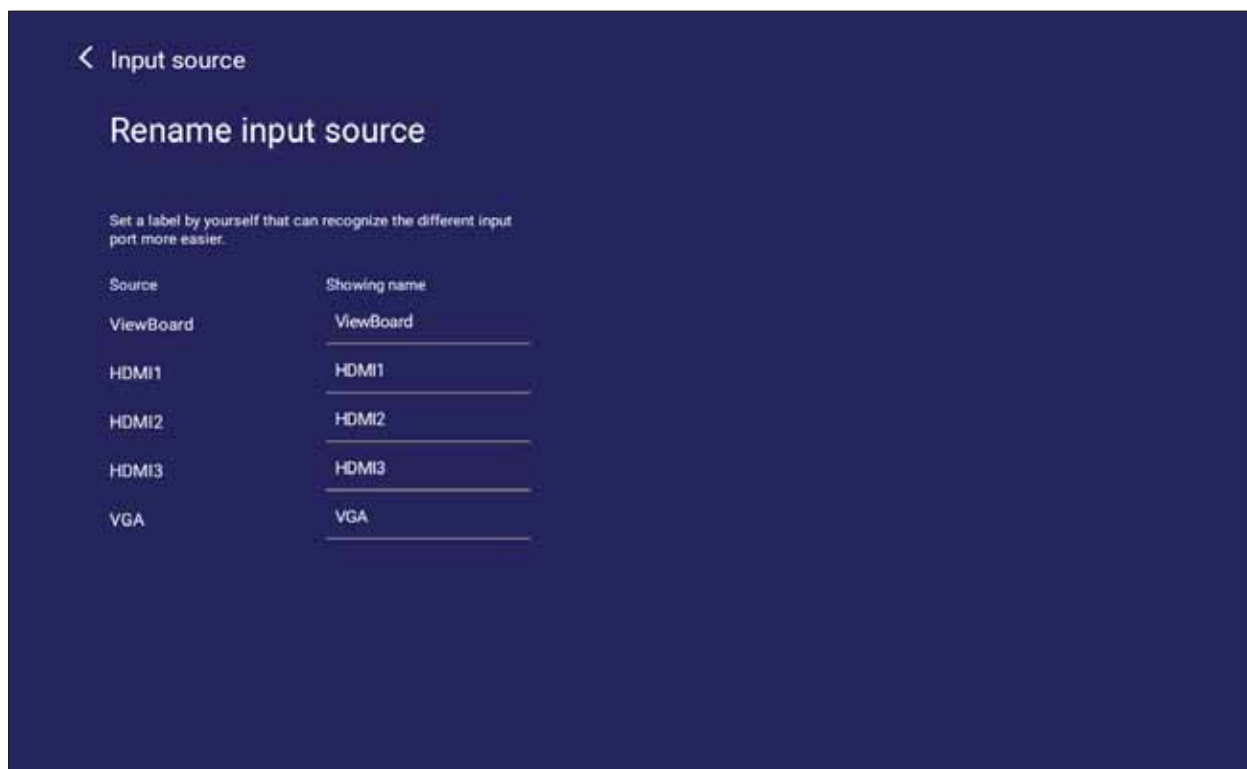 Input source
Rename input source
Set a label by yourself that can recognize the different input
port more easier.
Source Showing name
ViewBoard ViewBoard
HDMI1 HDMI1
HDMI2 HDMI2
HDMI3 HDMI3
VGA VGA